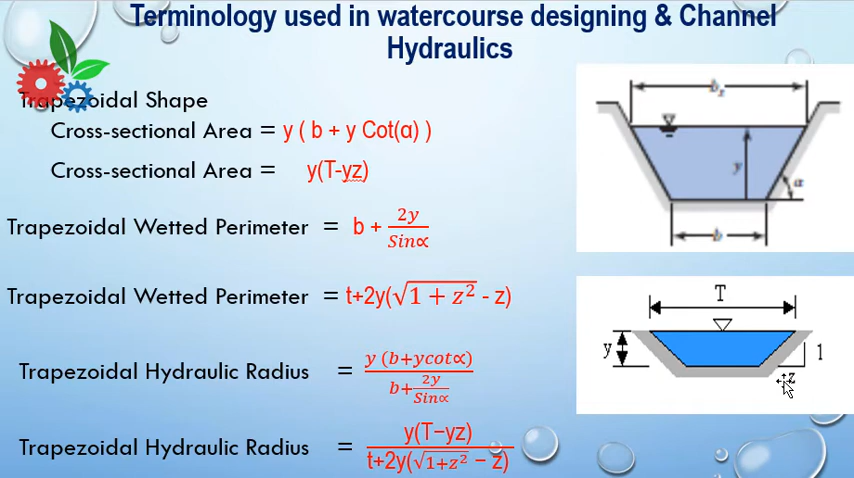 Terminology used in watercourse designing & Channel
Hydraulics
Trapezoidal Shape
Cross-sectional Area = y ( b + y Cot(α) )
Cross-sectional Area = y(T-yz)
Trapezoidal Wetted Perimeter = b + 2y/Sin∝
Trapezoidal Wetted Perimeter = t+2y(√1 + z² - z)
Trapezoidal Hydraulic Radius = y (b+ycot∝)/b+2y/Sin∝
Trapezoidal Hydraulic Radius = y(T−yz)/t+2y(√1+z² − z)
y
α
b
T
y
1
z